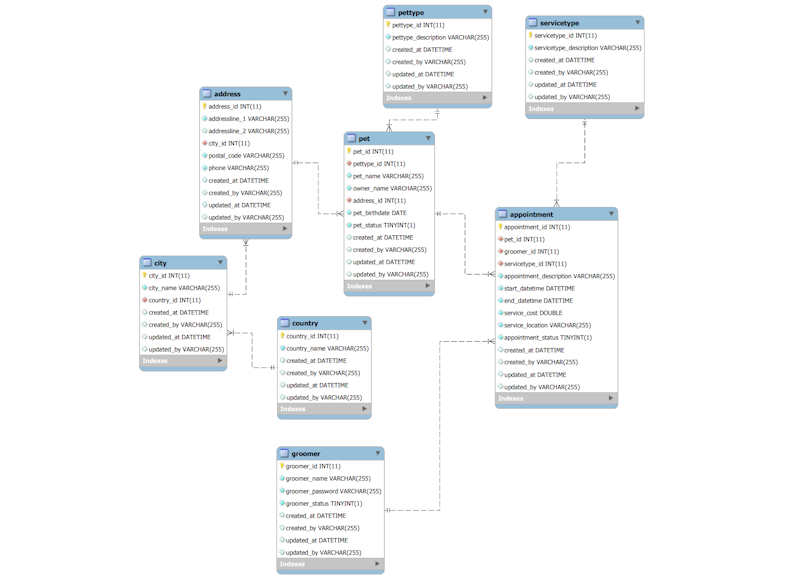 pettype
pettype_id INT(11)
pettype_description VARCHAR(255)
created_at DATETIME
created_by VARCHAR(255)
updated_at DATETIME
updated_by VARCHAR(255)
Indexes
servicetype
servicetype_id INT(11)
servicetype_description VARCHAR(255)
created_at DATETIME
created_by VARCHAR(255)
updated_at DATETIME
updated_by VARCHAR(255)
Indexes
address
address_id INT(11)
addressline_1 VARCHAR(255)
addressline_2 VARCHAR(255)
city_id INT(11)
postal_code VARCHAR(255)
phone VARCHAR(255)
created_at DATETIME
created_by VARCHAR(255)
updated_at DATETIME
updated_by VARCHAR(255)
Indexes
pet
pet_id INT(11)
pettype_id INT(11)
pet_name VARCHAR(255)
owner_name VARCHAR(255)
address_id INT(11)
pet_birthdate DATE
pet_status TINYINT(1)
created_at DATETIME
created_by VARCHAR(255)
updated_at DATETIME
updated_by VARCHAR(255)
Indexes
appointment
appointment_id INT(11)
pet_id INT(11)
groomer_id INT(11)
servicetype_id INT(11)
appointment_description VARCHAR(255)
start_datetime DATETIME
end_datetime DATETIME
service_cost DOUBLE
service_location VARCHAR(255)
appointment_status TINYINT(1)
created_at DATETIME
created_by VARCHAR(255)
updated_at DATETIME
updated_by VARCHAR(255)
Indexes
city
city_id INT(11)
city_name VARCHAR(255)
country_id INT(11)
created_at DATETIME
created_by VARCHAR(255)
updated_at DATETIME
updated_by VARCHAR(255)
Indexes
country
country_id INT(11)
country_name VARCHAR(255)
created_at DATETIME
created_by VARCHAR(255)
updated_at DATETIME
updated_by VARCHAR(255)
Indexes
groomer
groomer_id INT(11)
groomer_name VARCHAR(255)
groomer_password VARCHAR(255)
groomer_status TINYINT(1)
created_at DATETIME
created_by VARCHAR(255)
updated_at DATETIME
updated_by VARCHAR(255)
Indexes